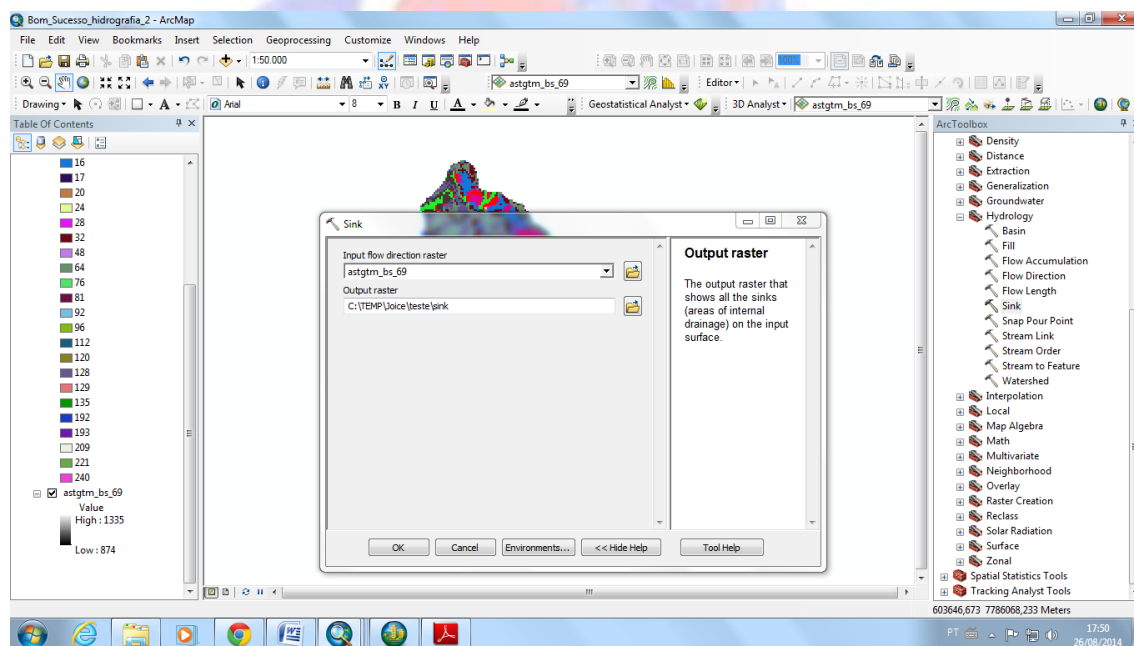 Bom_Sucesso_hidrografia_2 - ArcMap
File Edit View Bookmarks Insert Selection Geoprocessing Customize Windows Help
1:50.000
100%
astgtm_bs_69
Editor
Drawing
A
Arial
8
B I U A
Geostatistical Analyst
3D Analyst
astgtm_bs_69
Table Of Contents
16
17
20
24
28
32
48
64
76
81
92
96
112
120
128
129
135
192
193
209
221
240
astgtm_bs_69
Value
High : 1335
Low : 874
Sink
Input flow direction raster
astgtm_bs_69
Output raster
C:\TEMP\Joice\teste\sink
OK
Cancel
Environments...
<< Hide Help
Tool Help
Output raster
The output raster that
shows all the sinks
(areas of internal
drainage) on the input
surface.
ArcToolbox
Density
Distance
Extraction
Generalization
Groundwater
Hydrology
Basin
Fill
Flow Accumulation
Flow Direction
Flow Length
Sink
Snap Pour Point
Stream Link
Stream Order
Stream to Feature
Watershed
Interpolation
Local
Map Algebra
Math
Multivariate
Neighborhood
Overlay
Raster Creation
Reclass
Solar Radiation
Surface
Zonal
Spatial Statistics Tools
Tracking Analyst Tools
603646,673 7786068,233 Meters
PT
17:50
26/08/2014